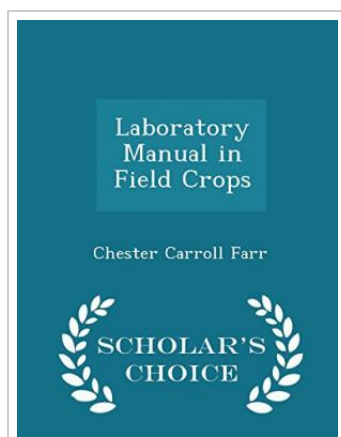 Laboratory
Manual in
Field Crops
Chester Carroll Farr
SCHOLAR'S
CHOICE